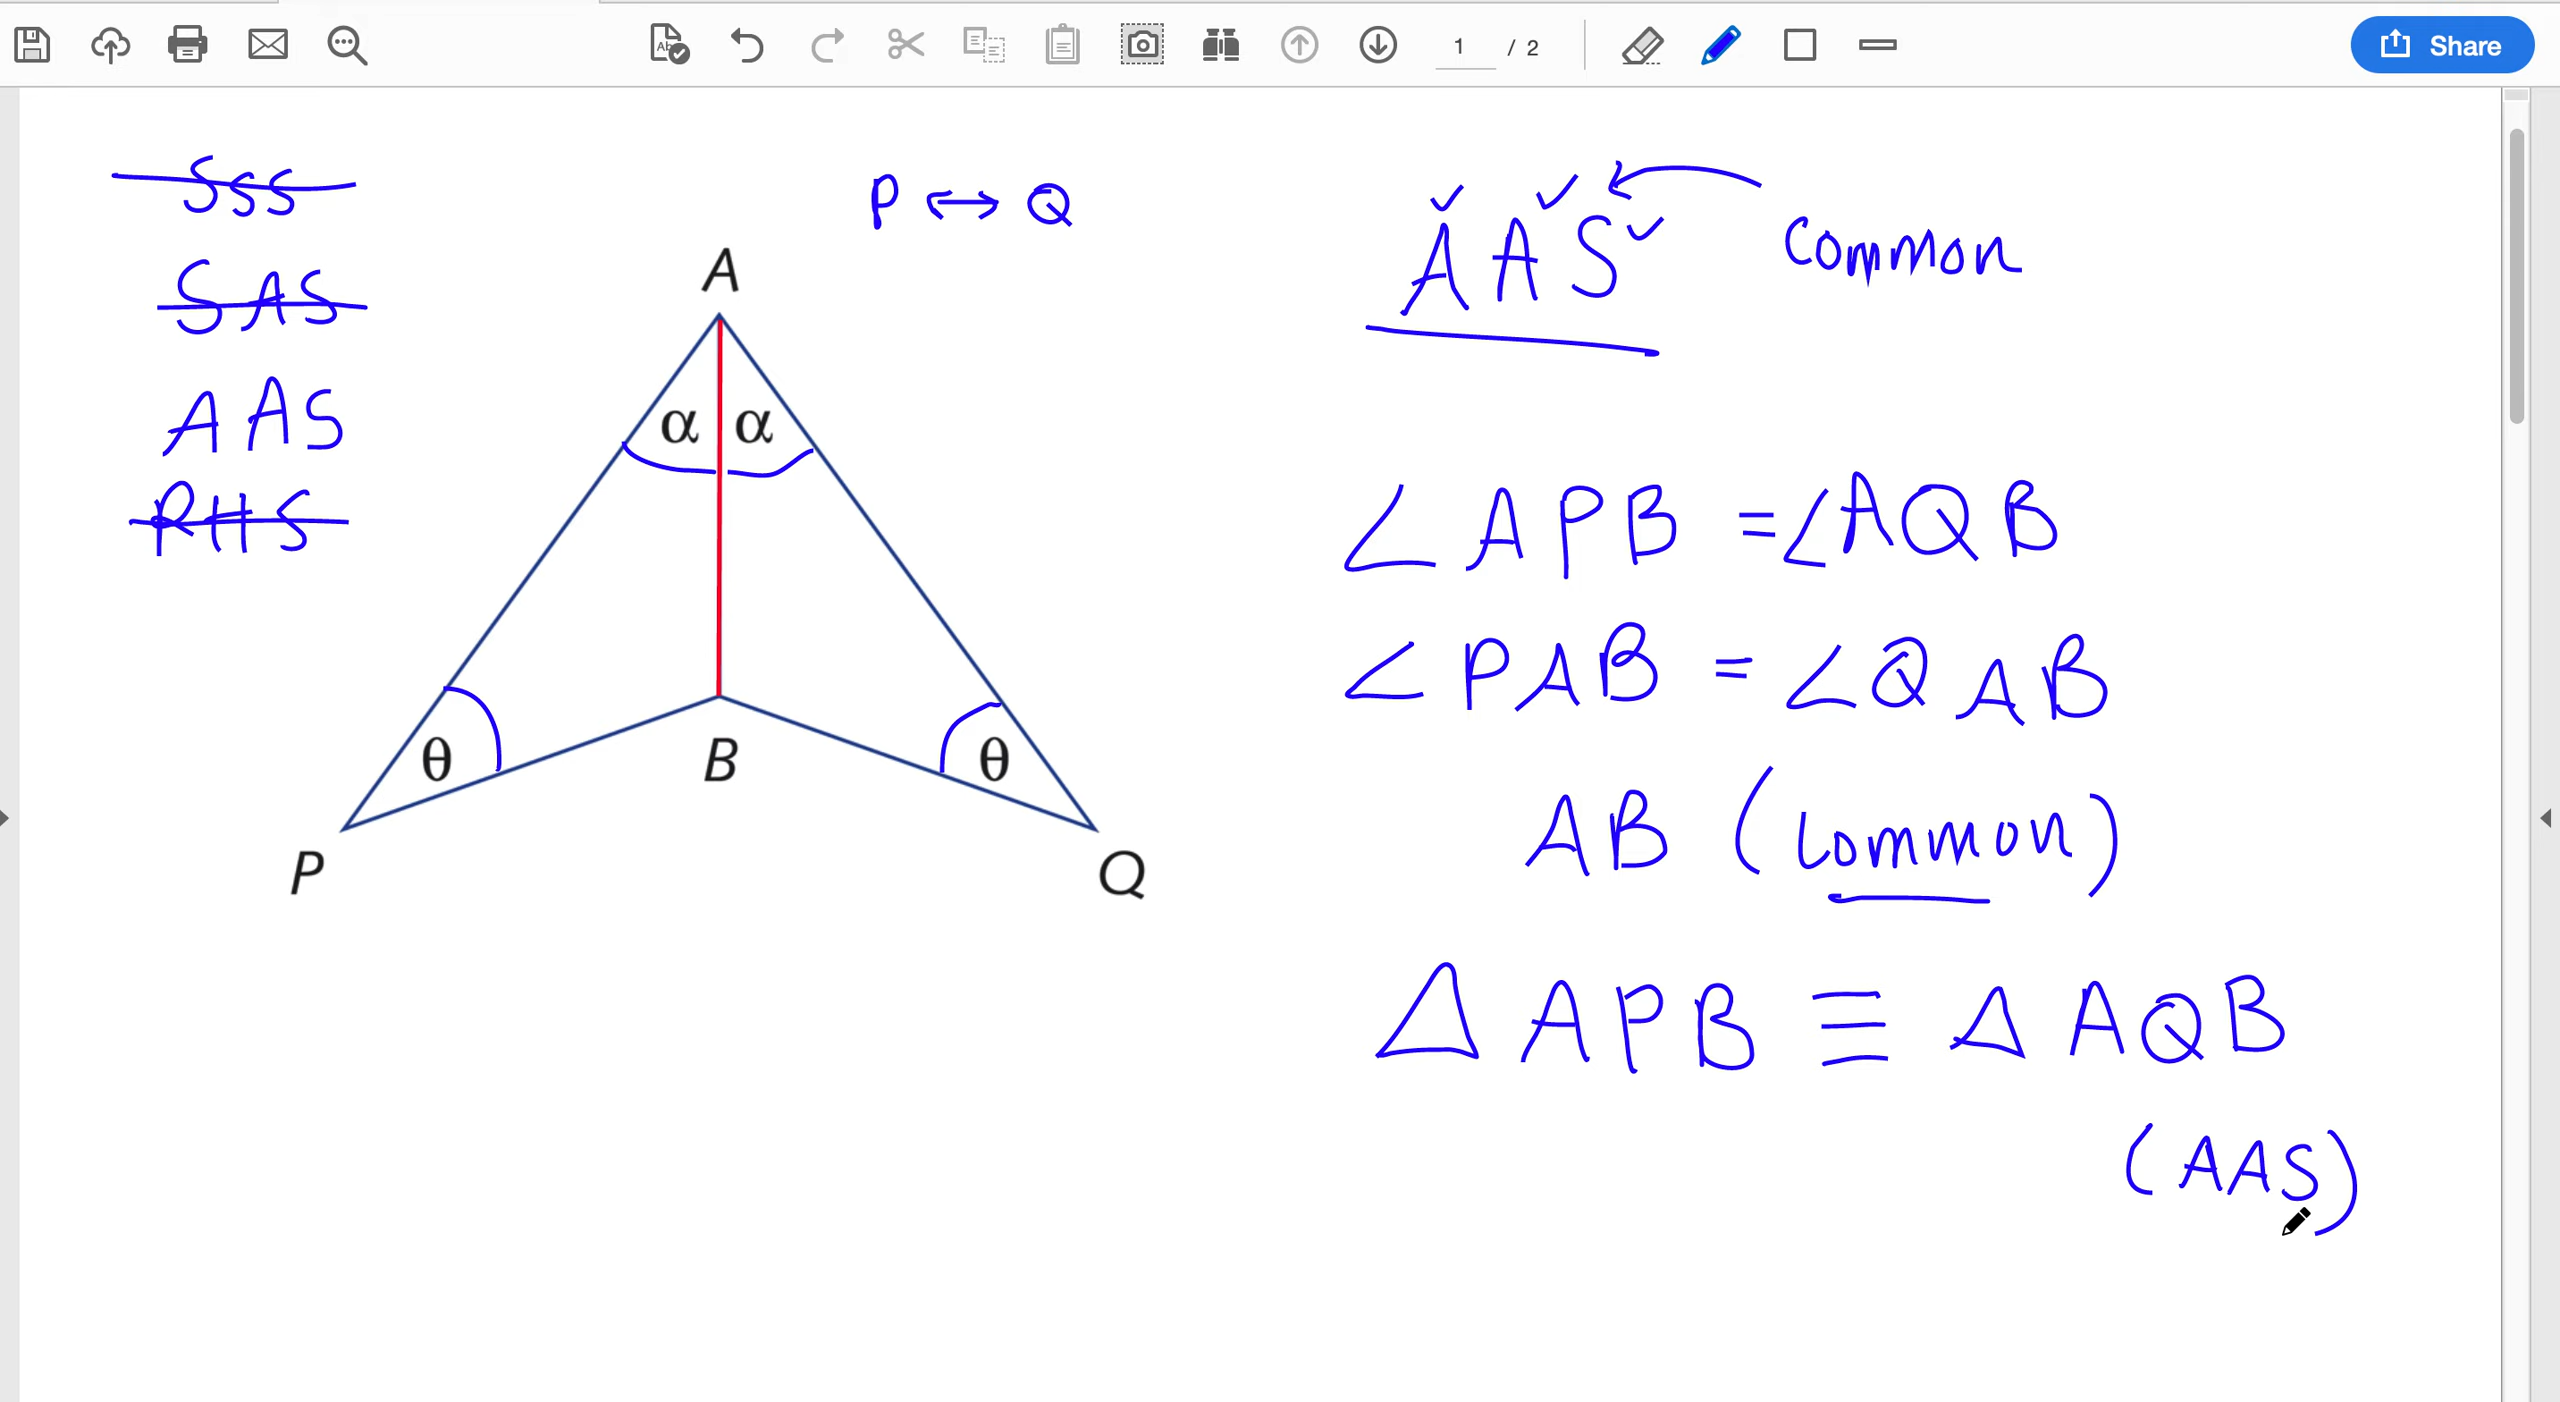 1 / 2
Share
SSS
SAS
AAS
RHS
P ↔ Q
A
α α
θ
B
θ
P
Q
AAS
Common
∠APB = ∠AQB
∠PAB = ∠QAB
AB (Common)
△APB ≡ △AQB
(AAS)